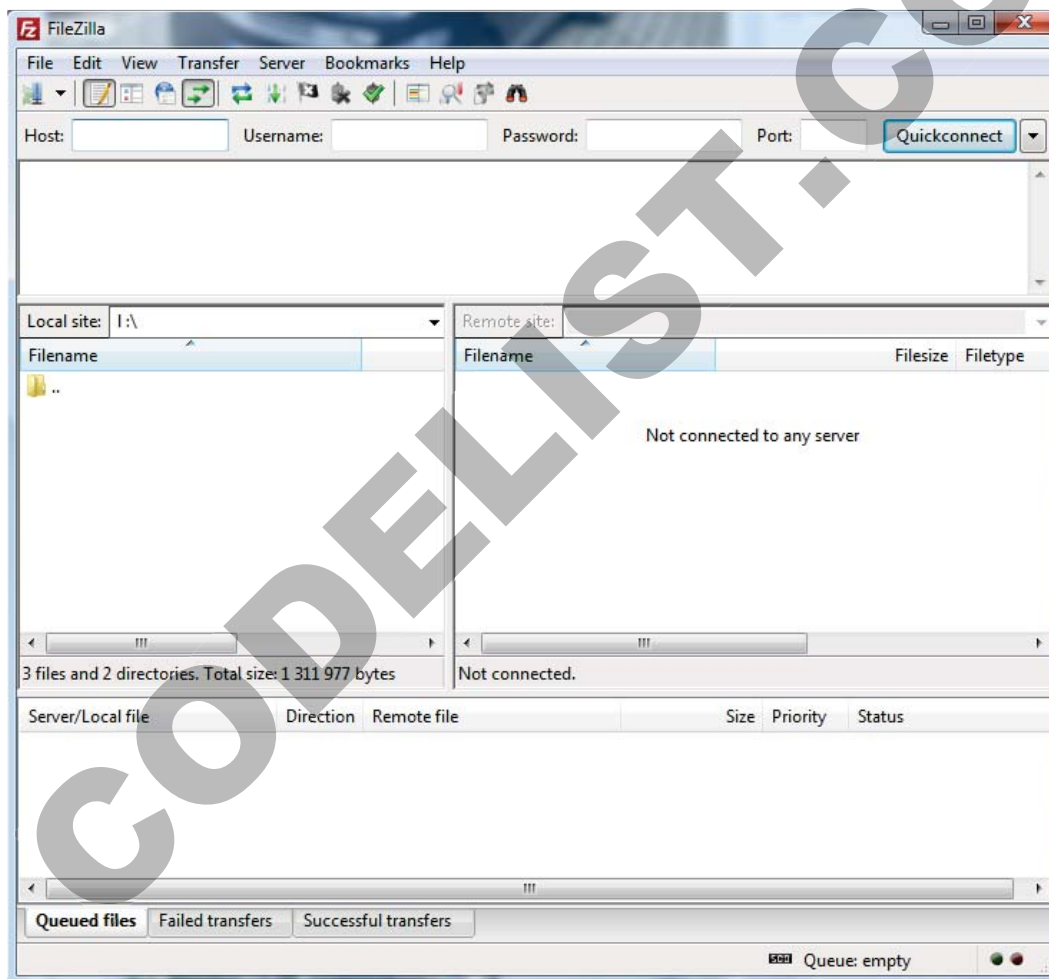 FileZilla
File Edit View Transfer Server Bookmarks Help
Host: Username: Password: Port: Quickconnect
Local site: I:\ Remote site:
Filename Filename Filesize Filetype
..
Not connected to any server
3 files and 2 directories. Total size: 1 311 977 bytes Not connected.
Server/Local file Direction Remote file Size Priority Status
Queued files Failed transfers Successful transfers
Queue: empty
CODELIST.CO